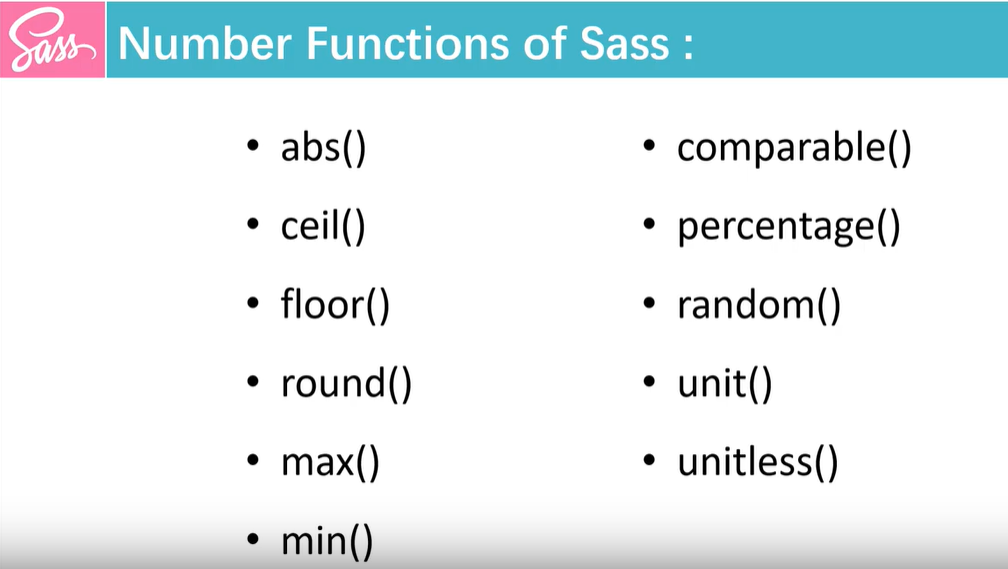 Sass
Number Functions of Sass :
• abs()
• ceil()
• floor()
• round()
• max()
• min()
• comparable()
• percentage()
• random()
• unit()
• unitless()